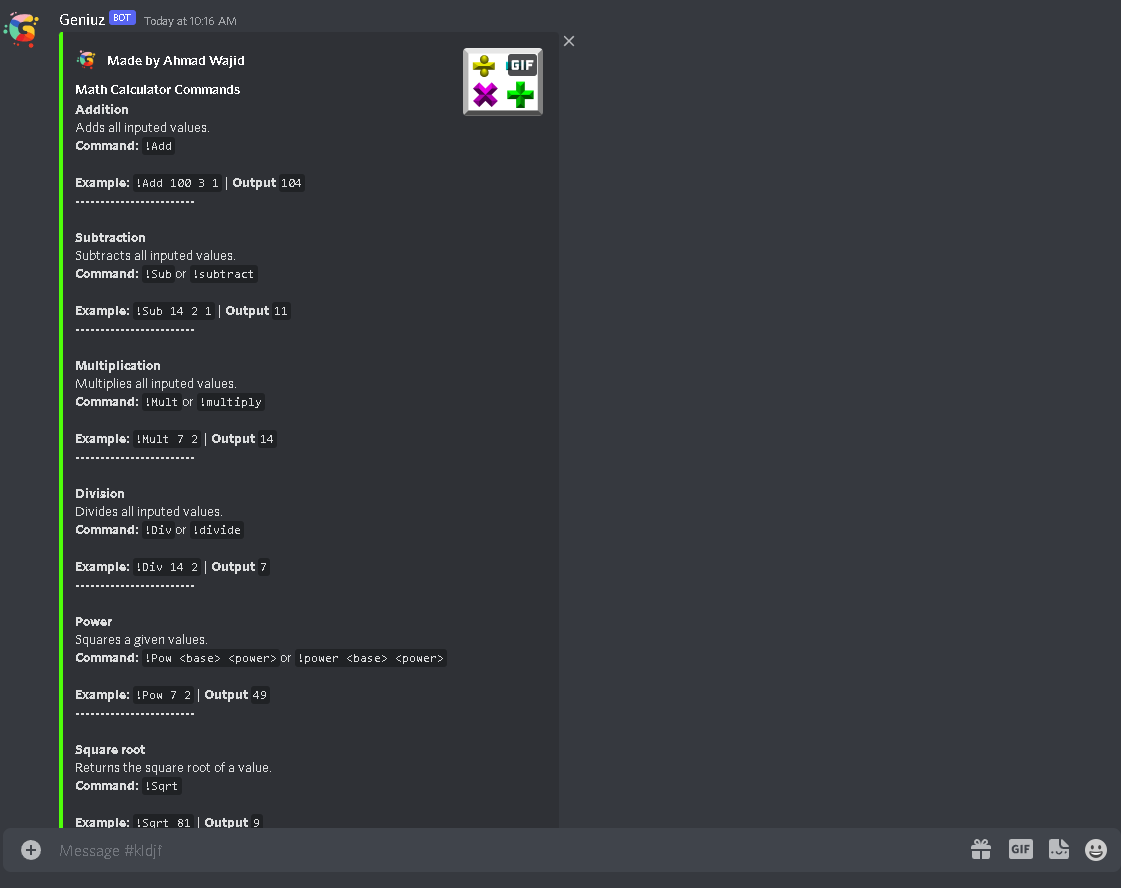 Geniuz BOT Today at 10:16 AM
Made by Ahmad Wajid
GIF
Math Calculator Commands
Addition
Adds all inputed values.
Command: !Add
Example: !Add 100 3 1 | Output 104
------------------------
Subtraction
Subtracts all inputed values.
Command: !Sub or !subtract
Example: !Sub 14 2 1 | Output 11
------------------------
Multiplication
Multiplies all inputed values.
Command: !Mult or !multiply
Example: !Mult 7 2 | Output 14
------------------------
Division
Divides all inputed values.
Command: !Div or !divide
Example: !Div 14 2 | Output 7
------------------------
Power
Squares a given values.
Command: !Pow <base> <power> or !power <base> <power>
Example: !Pow 7 2 | Output 49
------------------------
Square root
Returns the square root of a value.
Command: !Sqrt
Example: !Sqrt 81 | Output 9
Message #kldjf
GIF